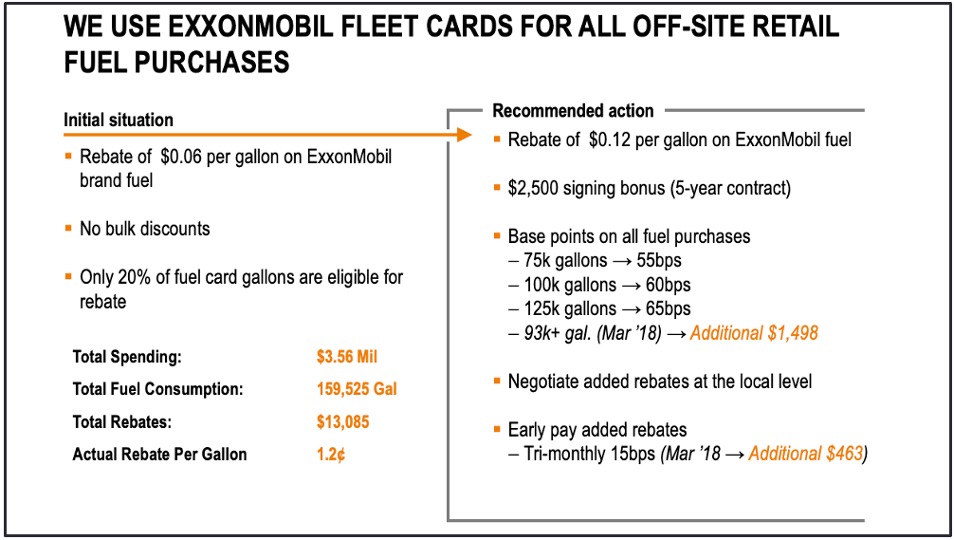 WE USE EXXONMOBIL FLEET CARDS FOR ALL OFF-SITE RETAIL
FUEL PURCHASES
Initial situation
▪ Rebate of $0.06 per gallon on ExxonMobil
brand fuel
▪ No bulk discounts
▪ Only 20% of fuel card gallons are eligible for
rebate
Total Spending: $3.56 Mil
Total Fuel Consumption: 159,525 Gal
Total Rebates: $13,085
Actual Rebate Per Gallon 1.2¢
Recommended action
▪ Rebate of $0.12 per gallon on ExxonMobil fuel
▪ $2,500 signing bonus (5-year contract)
▪ Base points on all fuel purchases
– 75k gallons → 55bps
– 100k gallons → 60bps
– 125k gallons → 65bps
– 93k+ gal. (Mar ’18) → Additional $1,498
▪ Negotiate added rebates at the local level
▪ Early pay added rebates
– Tri-monthly 15bps (Mar ’18 → Additional $463)